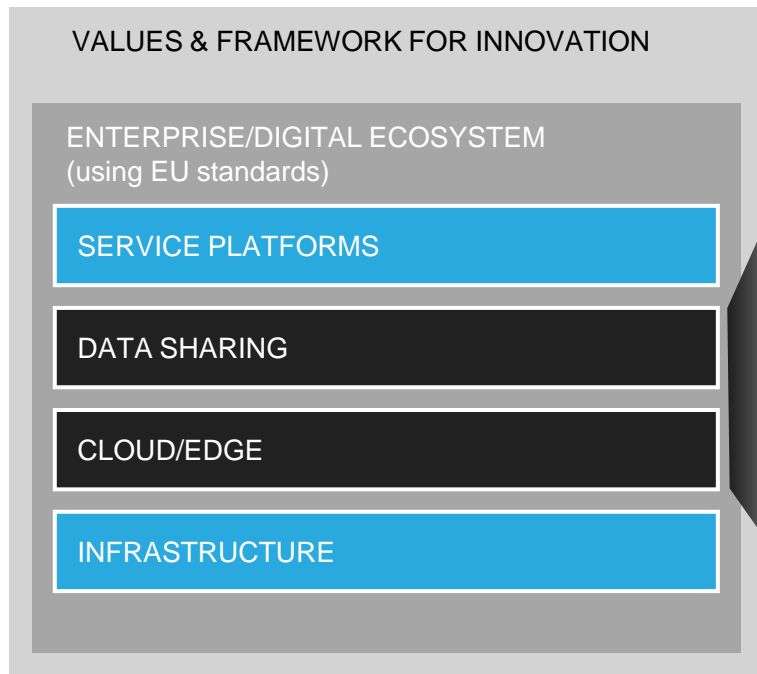 VALUES & FRAMEWORK FOR INNOVATION
ENTERPRISE/DIGITAL ECOSYSTEM
(using EU standards)
SERVICE PLATFORMS
DATA SHARING
CLOUD/EDGE
INFRASTRUCTURE